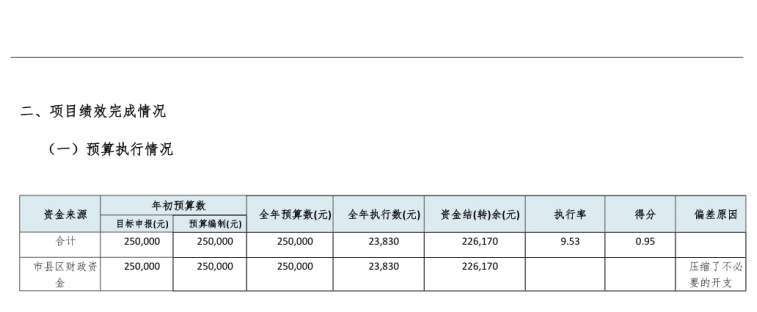 二、项目绩效完成情况
（一）预算执行情况
资金来源 年初预算数 全年预算数(元) 全年执行数(元) 资金结(转)余(元) 执行率 得分 偏差原因
目标申报(元) 预算编制(元)
合计 250,000 250,000 250,000 23,830 226,170 9.53 0.95
市县区财政资 250,000 250,000 250,000 23,830 226,170 压缩了不必
金 要的开支